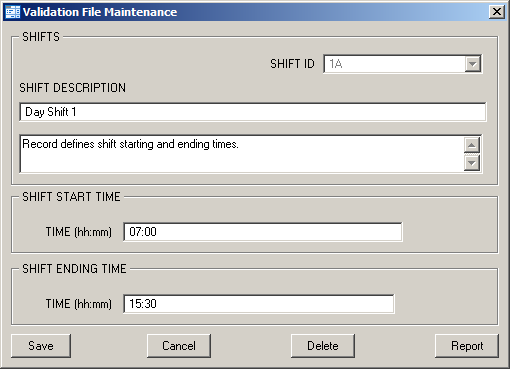 Validation File Maintenance
SHIFTS
SHIFT ID 1A
SHIFT DESCRIPTION
Day Shift 1
Record defines shift starting and ending times.
SHIFT START TIME
TIME (hh:mm) 07:00
SHIFT ENDING TIME
TIME (hh:mm) 15:30
Save Cancel Delete Report